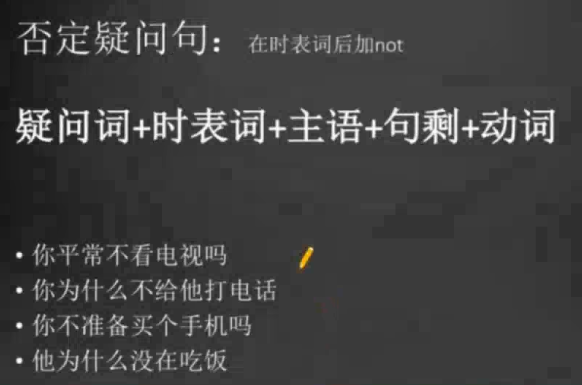 否定疑问句：在时表词后加not
疑问词+时表词+主语+句剩+动词
• 你平常不看电视吗
• 你为什么不给他打电话
• 你不准备买个手机吗
• 他为什么没在吃饭